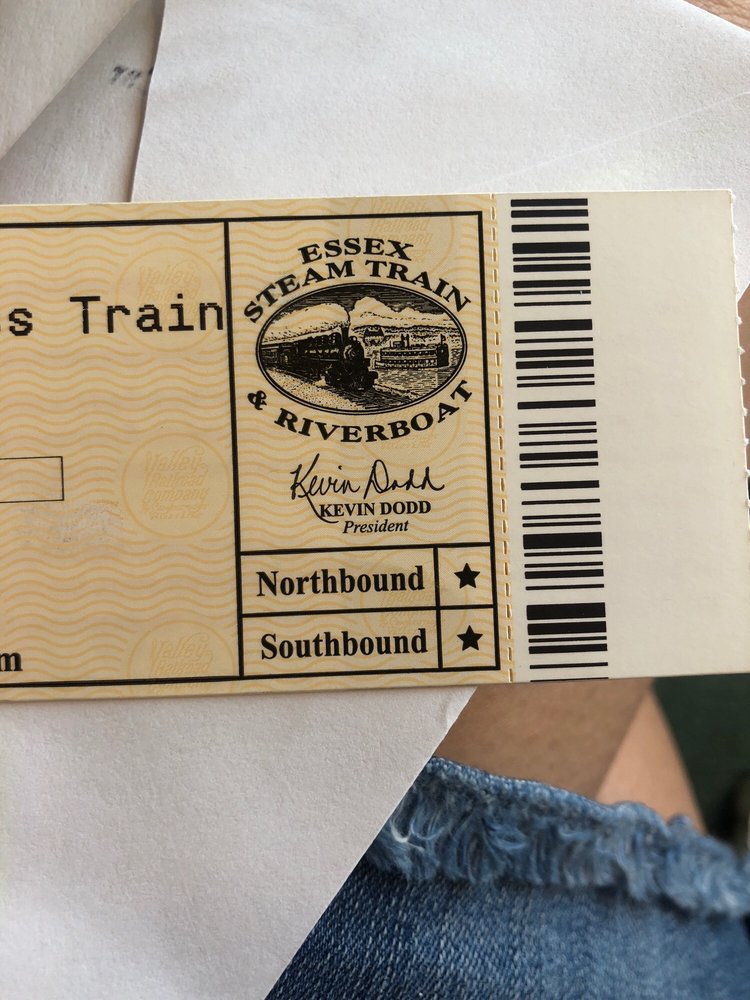 s Train
ESSEX
STEAM TRAIN
& RIVERBOAT
Kevin Dodd
KEVIN DODD
President
Northbound
Southbound
m